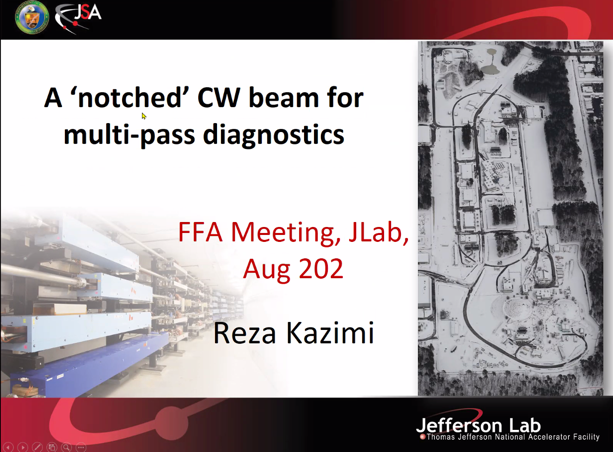 JSA
A ‘notched’ CW beam for
multi-pass diagnostics
FFA Meeting, JLab,
Aug 202
Reza Kazimi
Jefferson Lab
Thomas Jefferson National Accelerator Facility